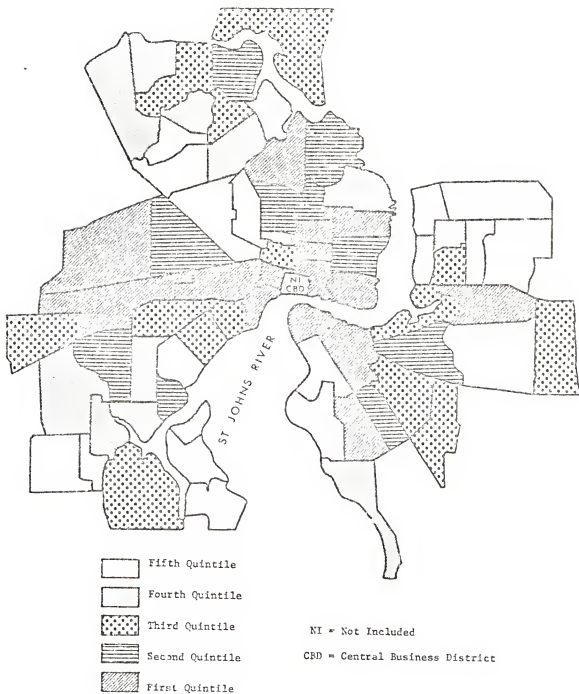 NI
CBD
ST JOHNS RIVER
Fifth Quintile
Fourth Quintile
Third Quintile
Second Quintile
First Quintile
NI = Not Included
CBD = Central Business District